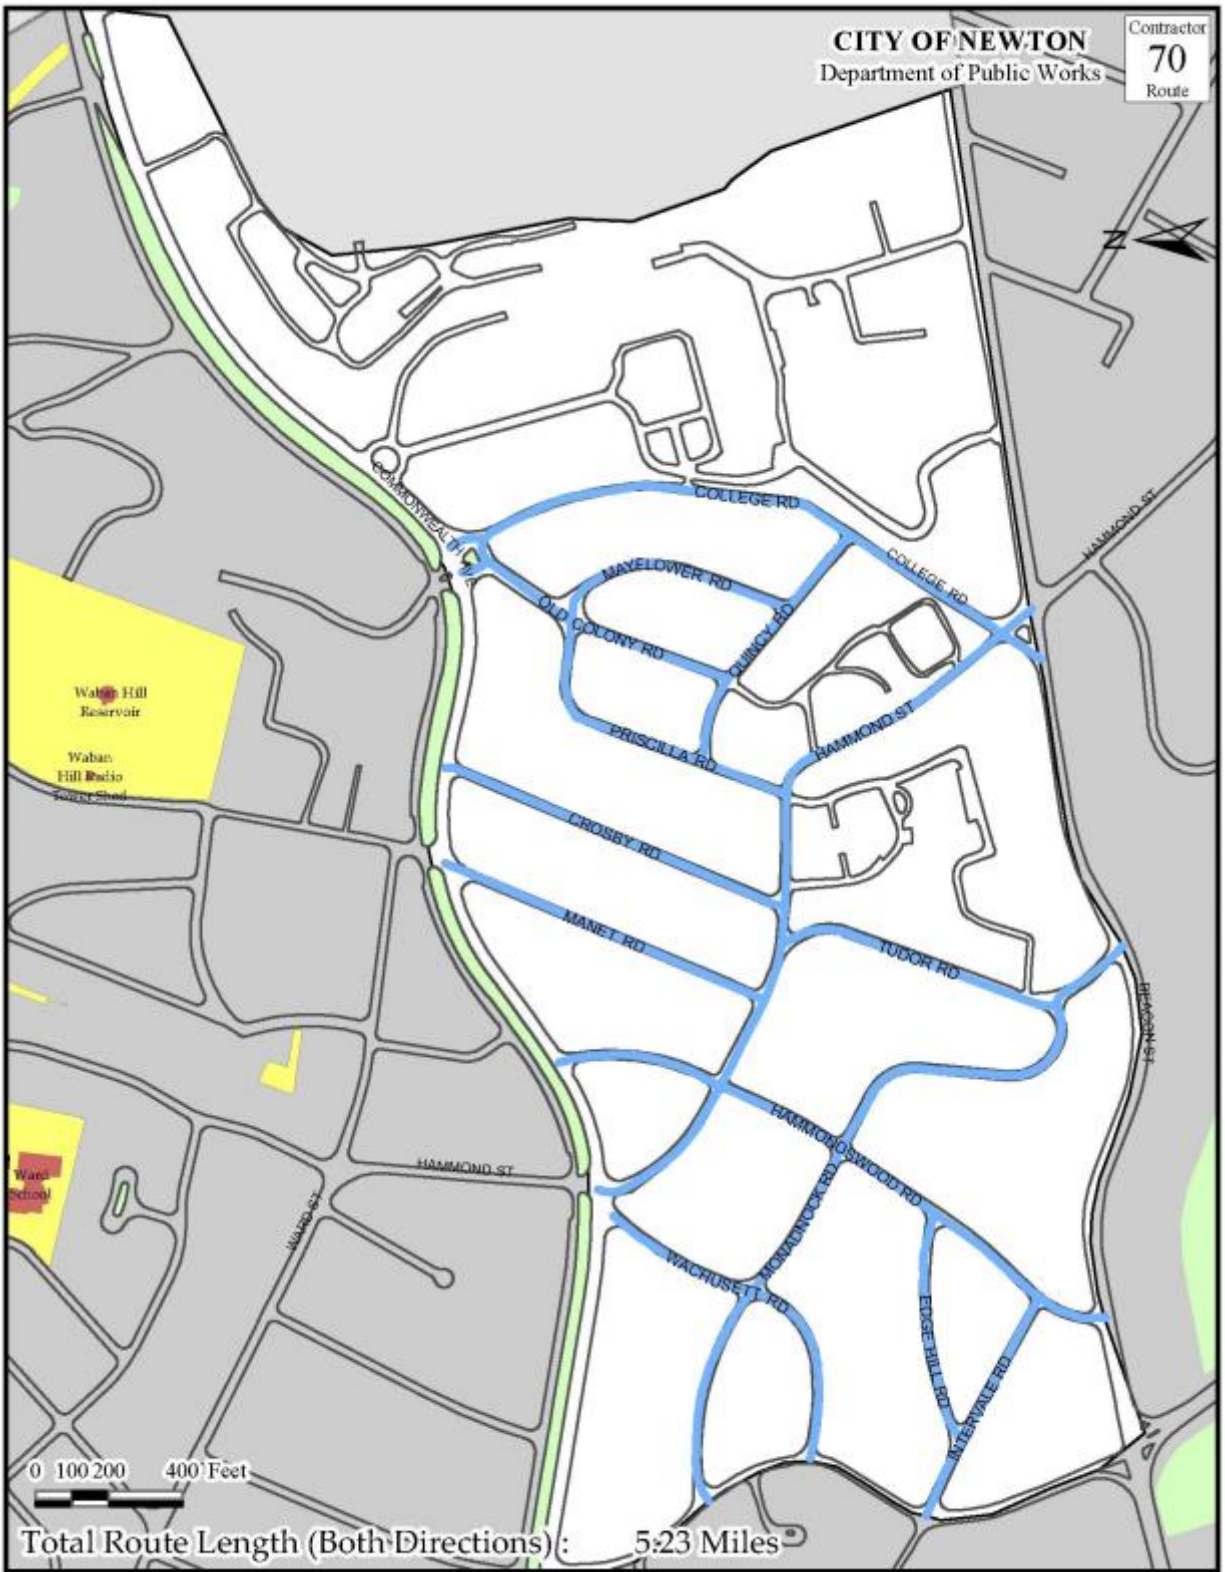 CITY OF NEWTON
Department of Public Works
Contractor
70
Route
N
COMMONWEALTH AVE
COLLEGE RD
HAMMOND ST
COLLEGE RD
MAYFLOWER RD
OLD COLONY RD
QUINCY RD
PRISCILLA RD
HAMMOND ST
Waban Hill
Reservoir
Waban
Hill Radio
Tower Shed
CROSBY RD
MANET RD
TUDOR RD
BEACON ST
HAMMONDSWOOD RD
HAMMOND ST
Ward
School
WARD ST
MONADNOCK RD
WACHUSETT RD
EDGE HILL RD
INTERVALE RD
0 100 200 400 Feet
Total Route Length (Both Directions) : 5.23 Miles